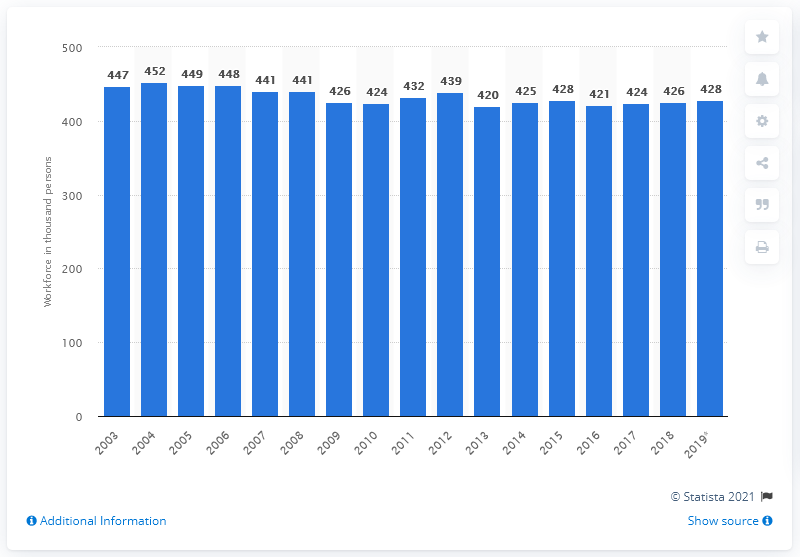 500
400
300
200
100
0
Workforce in thousand persons
447 452 449 448 441 441 426 424 432 439 420 425 428 421 424 426 428
2003 2004 2005 2006 2007 2008 2009 2010 2011 2012 2013 2014 2015 2016 2017 2018 2019*
© Statista 2021
Additional Information
Show source